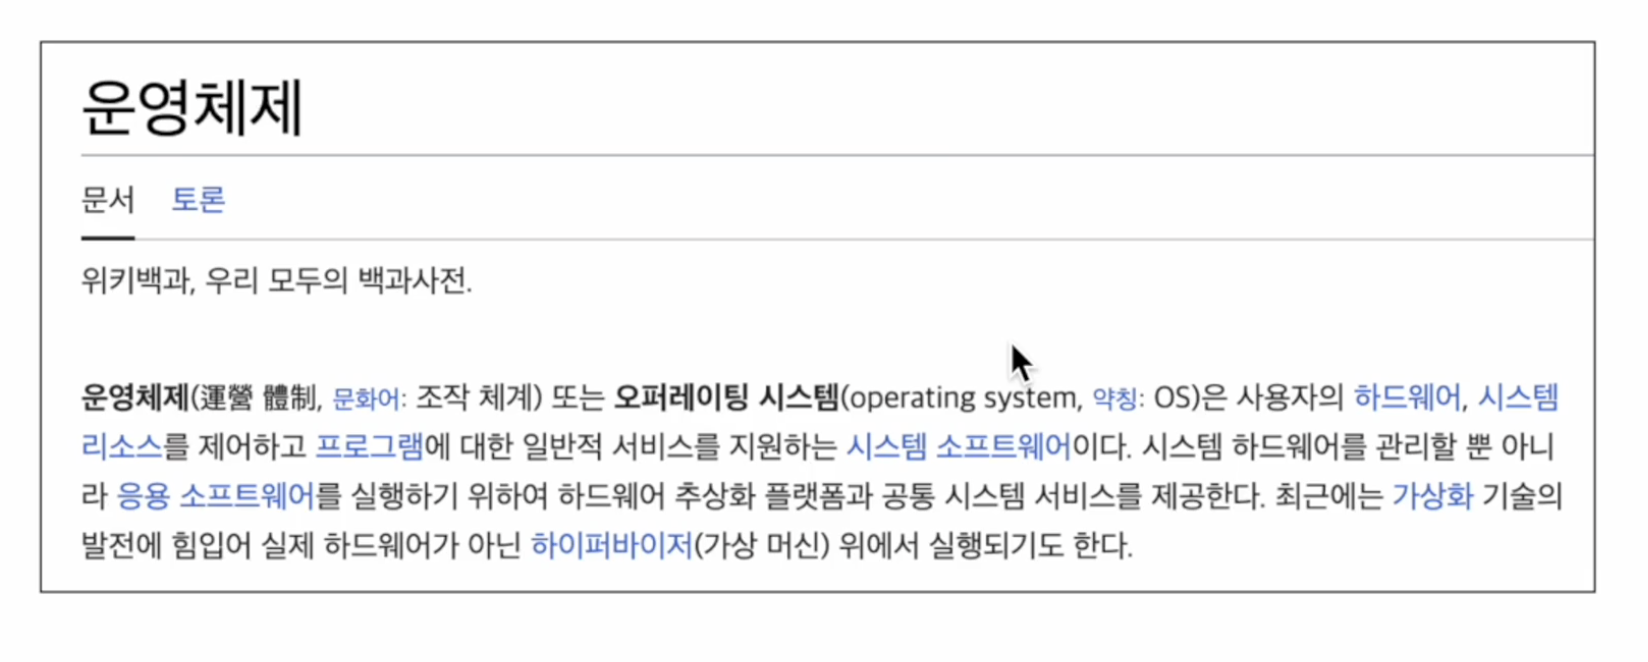 운영체제
문서 토론
위키백과, 우리 모두의 백과사전.
운영체제(運營 體制, 문화어: 조작 체계) 또는 오퍼레이팅 시스템(operating system, 약칭: OS)은 사용자의 하드웨어, 시스템
리소스를 제어하고 프로그램에 대한 일반적 서비스를 지원하는 시스템 소프트웨어이다. 시스템 하드웨어를 관리할 뿐 아니
라 응용 소프트웨어를 실행하기 위하여 하드웨어 추상화 플랫폼과 공통 시스템 서비스를 제공한다. 최근에는 가상화 기술의
발전에 힘입어 실제 하드웨어가 아닌 하이퍼바이저(가상 머신) 위에서 실행되기도 한다.